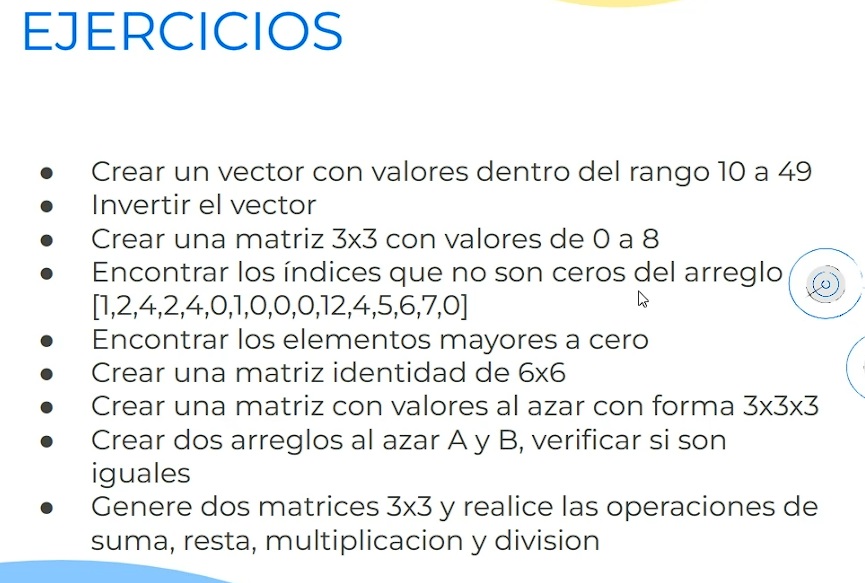 EJERCICIOS
● Crear un vector con valores dentro del rango 10 a 49
● Invertir el vector
● Crear una matriz 3x3 con valores de 0 a 8
● Encontrar los índices que no son ceros del arreglo
[1,2,4,2,4,0,1,0,0,0,12,4,5,6,7,0]
● Encontrar los elementos mayores a cero
● Crear una matriz identidad de 6x6
● Crear una matriz con valores al azar con forma 3x3x3
● Crear dos arreglos al azar A y B, verificar si son
iguales
● Genere dos matrices 3x3 y realice las operaciones de
suma, resta, multiplicacion y division